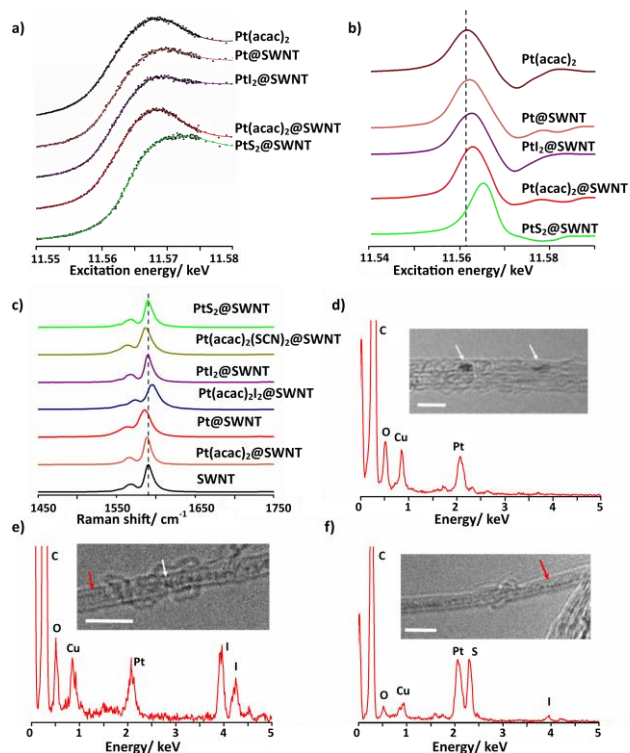 a)
Pt(acac)₂
Pt@SWNT
PtI₂@SWNT
Pt(acac)₂@SWNT
PtS₂@SWNT
11.55 11.56 11.57 11.58
Excitation energy/ keV
b)
Pt(acac)₂
Pt@SWNT
PtI₂@SWNT
Pt(acac)₂@SWNT
PtS₂@SWNT
11.54 11.56 11.58
Excitation energy/ keV
c)
PtS₂@SWNT
Pt(acac)₂(SCN)₂@SWNT
PtI₂@SWNT
Pt(acac)₂I₂@SWNT
Pt@SWNT
Pt(acac)₂@SWNT
SWNT
1450 1550 1650 1750
Raman shift/ cm⁻¹
d)
C
O
Cu
Pt
0 1 2 3 4 5
Energy/ keV
e)
C
O
Cu
Pt
I
I
0 1 2 3 4 5
Energy/ keV
f)
C
O
Cu
Pt
S
I
0 1 2 3 4 5
Energy/ keV